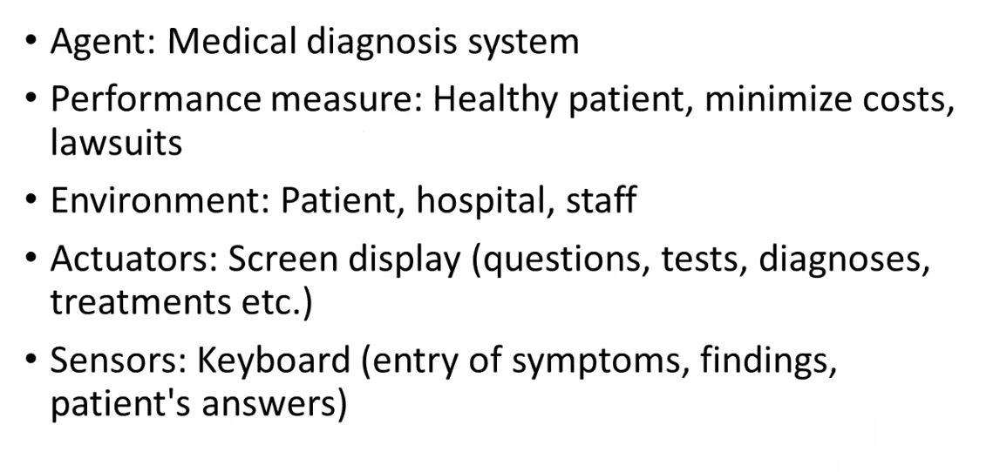 • Agent: Medical diagnosis system
• Performance measure: Healthy patient, minimize costs,
lawsuits
• Environment: Patient, hospital, staff
• Actuators: Screen display (questions, tests, diagnoses,
treatments etc.)
• Sensors: Keyboard (entry of symptoms, findings,
patient's answers)